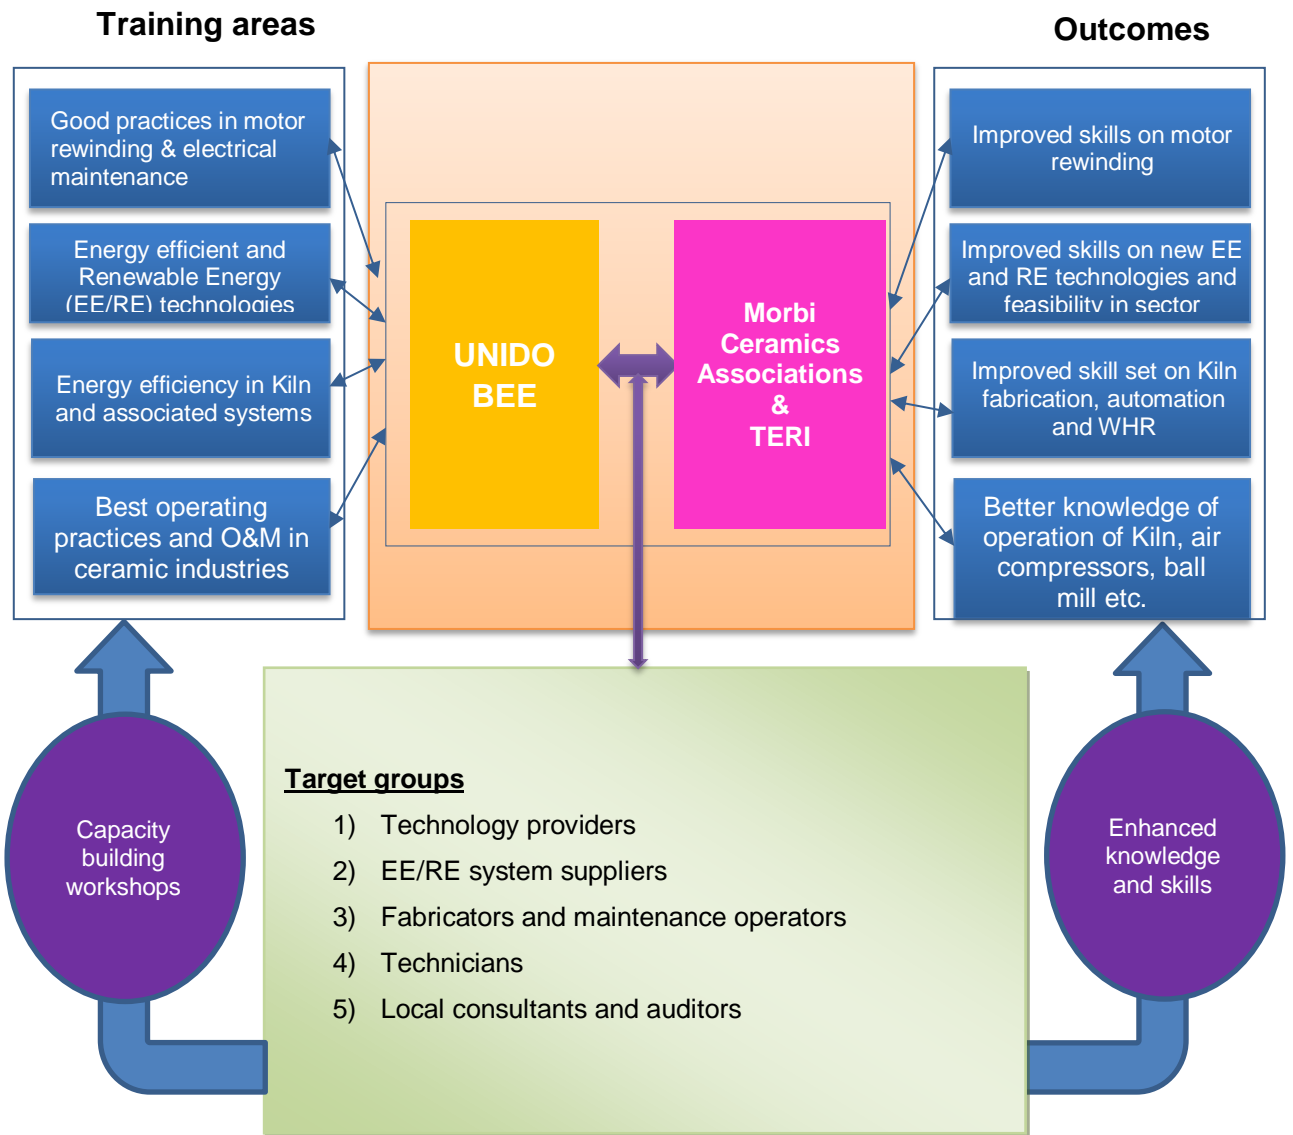 Training areas
Good practices in motor
rewinding & electrical
maintenance
Energy efficient and
Renewable Energy
(EE/RE) technologies
Energy efficiency in Kiln
and associated systems
Best operating
practices and O&M in
ceramic industries
UNIDO
BEE
Morbi
Ceramics
Associations
&
TERI
Outcomes
Improved skills on motor
rewinding
Improved skills on new EE
and RE technologies and
feasibility in sector
Improved skill set on Kiln
fabrication, automation
and WHR
Better knowledge of
operation of Kiln, air
compressors, ball
mill etc.
Capacity
building
workshops
Target groups
1) Technology providers
2) EE/RE system suppliers
3) Fabricators and maintenance operators
4) Technicians
5) Local consultants and auditors
Enhanced
knowledge
and skills